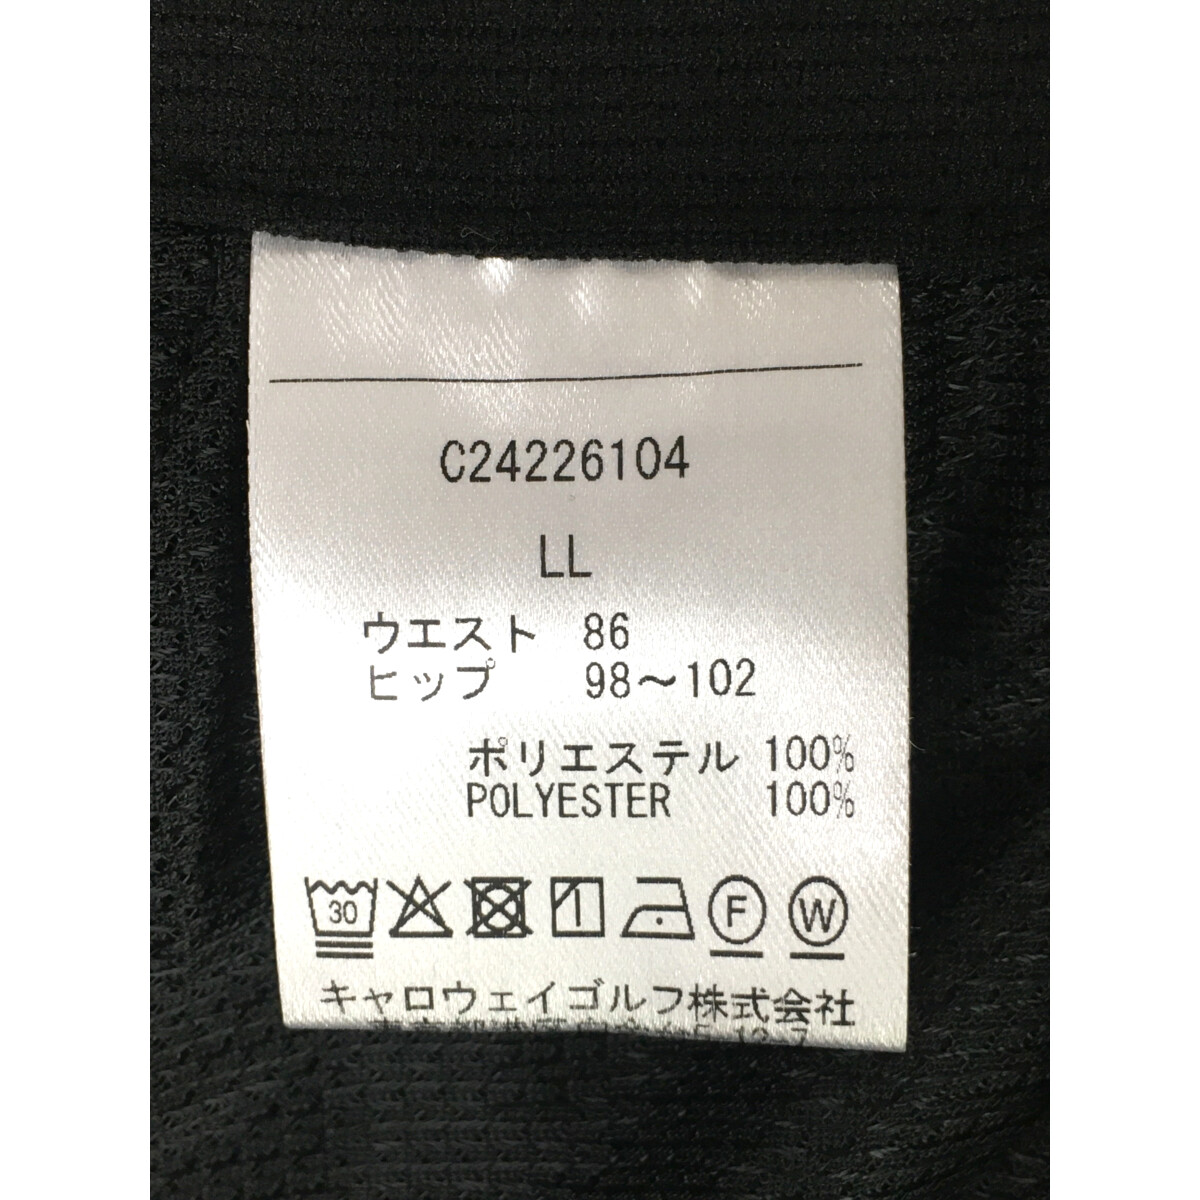 C24226104
LL
ウエスト 86
ヒップ 98～102
ポリエステル 100%
POLYESTER 100%
30 F W
キャロウェイゴルフ株式会社